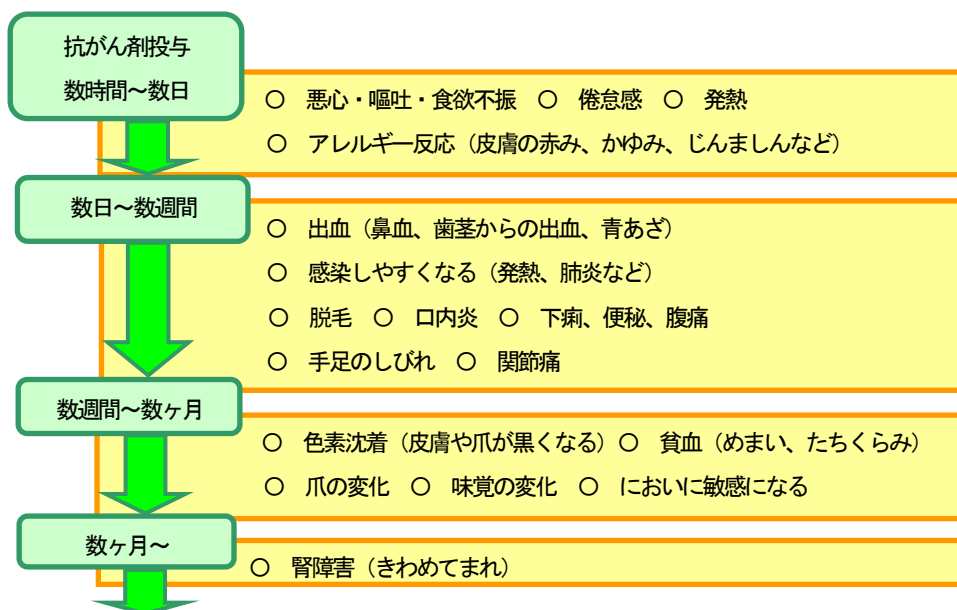 抗がん剤投与
数時間～数日
○ 悪心・嘔吐・食欲不振 ○ 倦怠感 ○ 発熱
○ アレルギー反応（皮膚の赤み、かゆみ、じんましんなど）
数日～数週間
○ 出血（鼻血、歯茎からの出血、青あざ）
○ 感染しやすくなる（発熱、肺炎など）
○ 脱毛 ○ 口内炎 ○ 下痢、便秘、腹痛
○ 手足のしびれ ○ 関節痛
数週間～数ヶ月
○ 色素沈着（皮膚や爪が黒くなる）○ 貧血（めまい、たちくらみ）
○ 爪の変化 ○ 味覚の変化 ○ においに敏感になる
数ヶ月～
○ 腎障害（きわめてまれ）